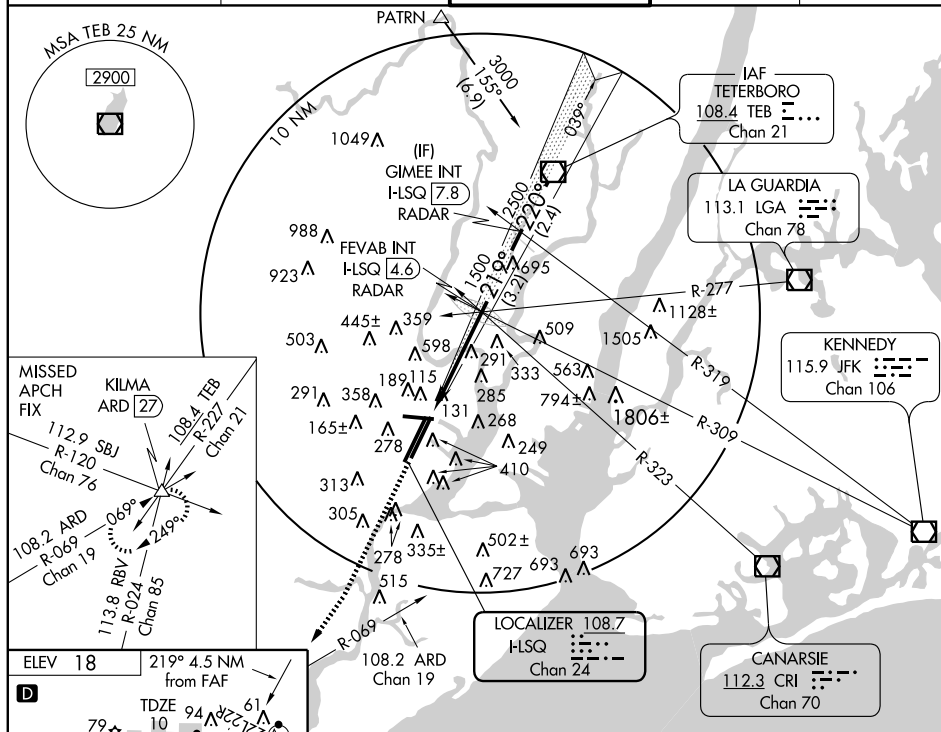 MSA TEB 25 NM
2900
PATRN
3000
155°
(6.9)
10 NM
039°
IAF
TETERBORO
108.4 TEB
Chan 21
1049
(IF)
GIMEE INT
I-LSQ 7.8
RADAR
2500
220°
(2.4)
LA GUARDIA
113.1 LGA
Chan 78
988
923
FEVAB INT
I-LSQ 4.6
RADAR
1500
219°
(3.2)
695
R-277
1128±
1505
445±
359
503
598
509
291
333
563
R-319
KENNEDY
115.9 JFK
Chan 106
MISSED
APCH
FIX
KILMA
ARD 27
108.4 TEB
R-227
Chan 21
112.9 SBJ
R-120
Chan 76
069°
249°
108.2 ARD
R-069
Chan 19
113.8 RBV
R-024
Chan 85
291
358
189
115
131
285
794±
1806±
165±
278
268
249
R-309
410
R-323
313
305
278
335±
502±
693
693
727
515
R-069
108.2 ARD
Chan 19
LOCALIZER 108.7
I-LSQ
Chan 24
CANARSIE
112.3 CRI
Chan 70
ELEV 18
219° 4.5 NM
from FAF
D
TDZE
10
94
61
79